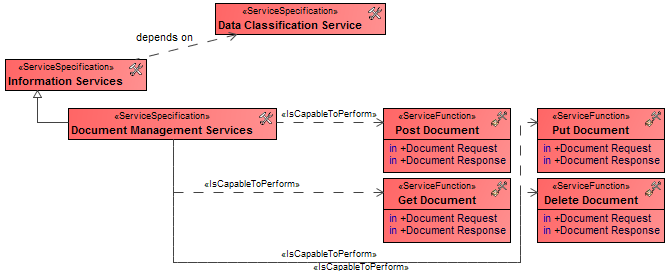 «ServiceSpecification»
Data Classification Service
depends on
«ServiceSpecification»
Information Services
«ServiceSpecification»
Document Management Services
«IsCapableToPerform»
«ServiceFunction»
Post Document
in +Document Request
in +Document Response
«ServiceFunction»
Put Document
in +Document Request
in +Document Response
«IsCapableToPerform»
«ServiceFunction»
Get Document
in +Document Request
in +Document Response
«ServiceFunction»
Delete Document
in +Document Request
in +Document Response
«IsCapableToPerform»
«IsCapableToPerform»